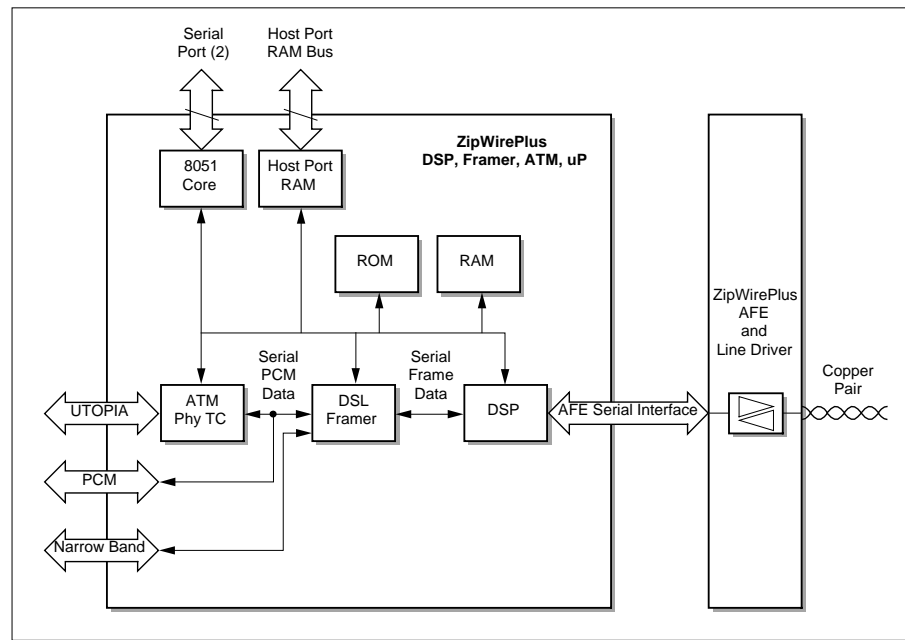 Serial
Port (2)
Host Port
RAM Bus
ZipWirePlus
DSP, Framer, ATM, uP
8051
Core
Host Port
RAM
ROM
RAM
ZipWirePlus
AFE
and
Line Driver
Serial
PCM
Data
Serial
Frame
Data
Copper
Pair
UTOPIA
ATM
Phy TC
DSL
Framer
DSP
AFE Serial Interface
PCM
Narrow Band